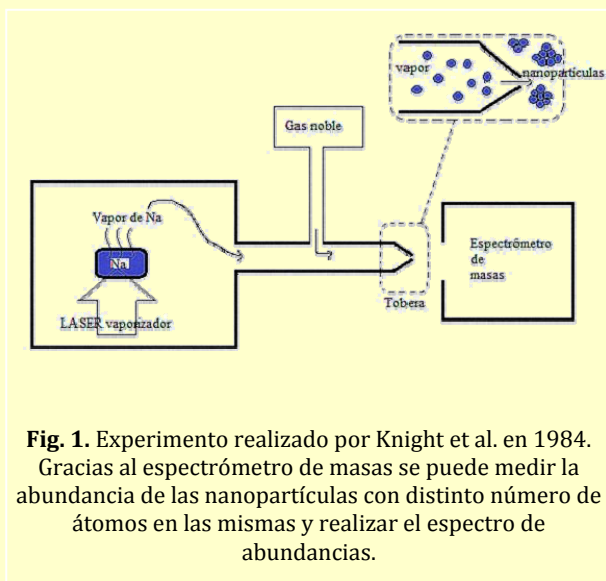 vapor
nanopartículas
Gas noble
Vapor de Na
Na
LASER vaporizador
Tobera
Espectrómetro
de
masas
Fig. 1. Experimento realizado por Knight et al. en 1984.
Gracias al espectrómetro de masas se puede medir la
abundancia de las nanopartículas con distinto número de
átomos en las mismas y realizar el espectro de
abundancias.